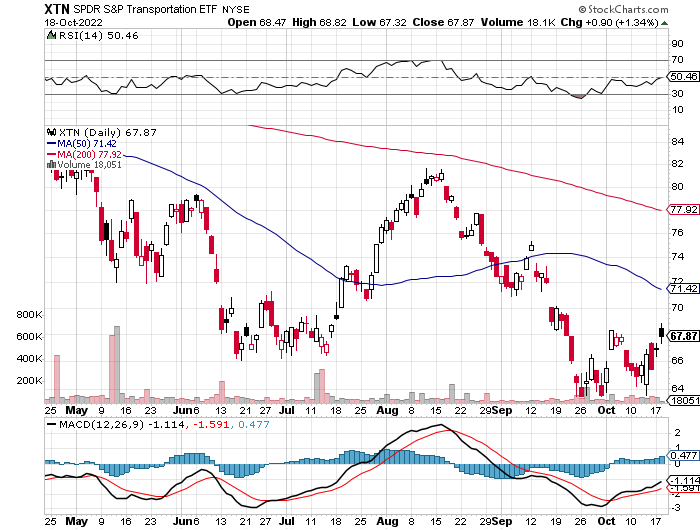 XTN SPDR S&P Transportation ETF NYSE
© StockCharts.com
18-Oct-2022
Open 68.47 High 68.82 Low 67.32 Close 67.87 Volume 18.1K Chg +0.90 (+1.34%)
RSI(14) 50.46
90
70
50.46
30
10
XTN (Daily) 67.87
MA(50) 71.42
MA(200) 77.92
Volume 18,051
84
82
80
77.92
76
74
72
71.42
70
67.87
66
64
18051
800K
600K
400K
200K
25 May 9 16 23 Jun 6 13 21 27 Jul 11 18 25 Aug 8 15 22 29 Sep 12 19 26 Oct 10 17
MACD(12,26,9) -1.114, -1.591, 0.477
2
1
0.477
0
-1.114
-1.591
-2
-3
25 May 9 16 23 Jun 6 13 21 27 Jul 11 18 25 Aug 8 15 22 29 Sep 12 19 26 Oct 10 17